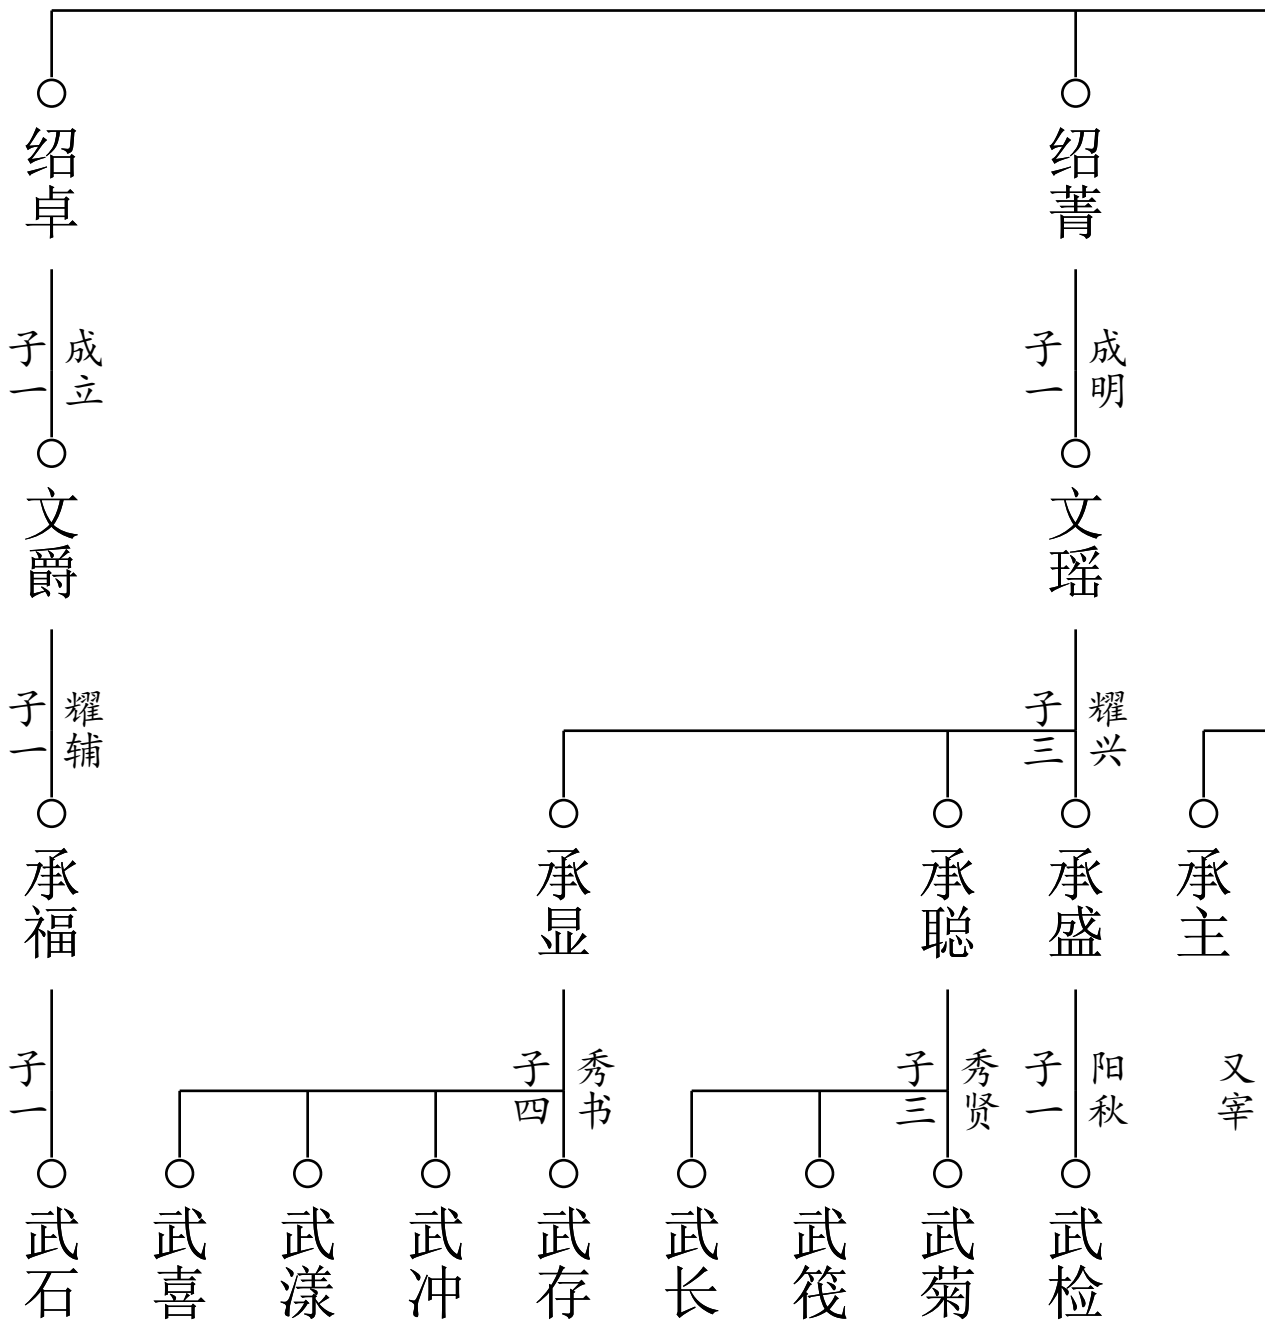 绍菁
绍卓
成明
子一
成立
子一
文瑶
文爵
耀兴
子三
耀辅
子一
承主
承盛
承聪
承显
承福
又宰
阳秋
子一
秀贤
子三
秀书
子四
子一
武检
武菊
武筏
武长
武存
武冲
武漾
武喜
武石